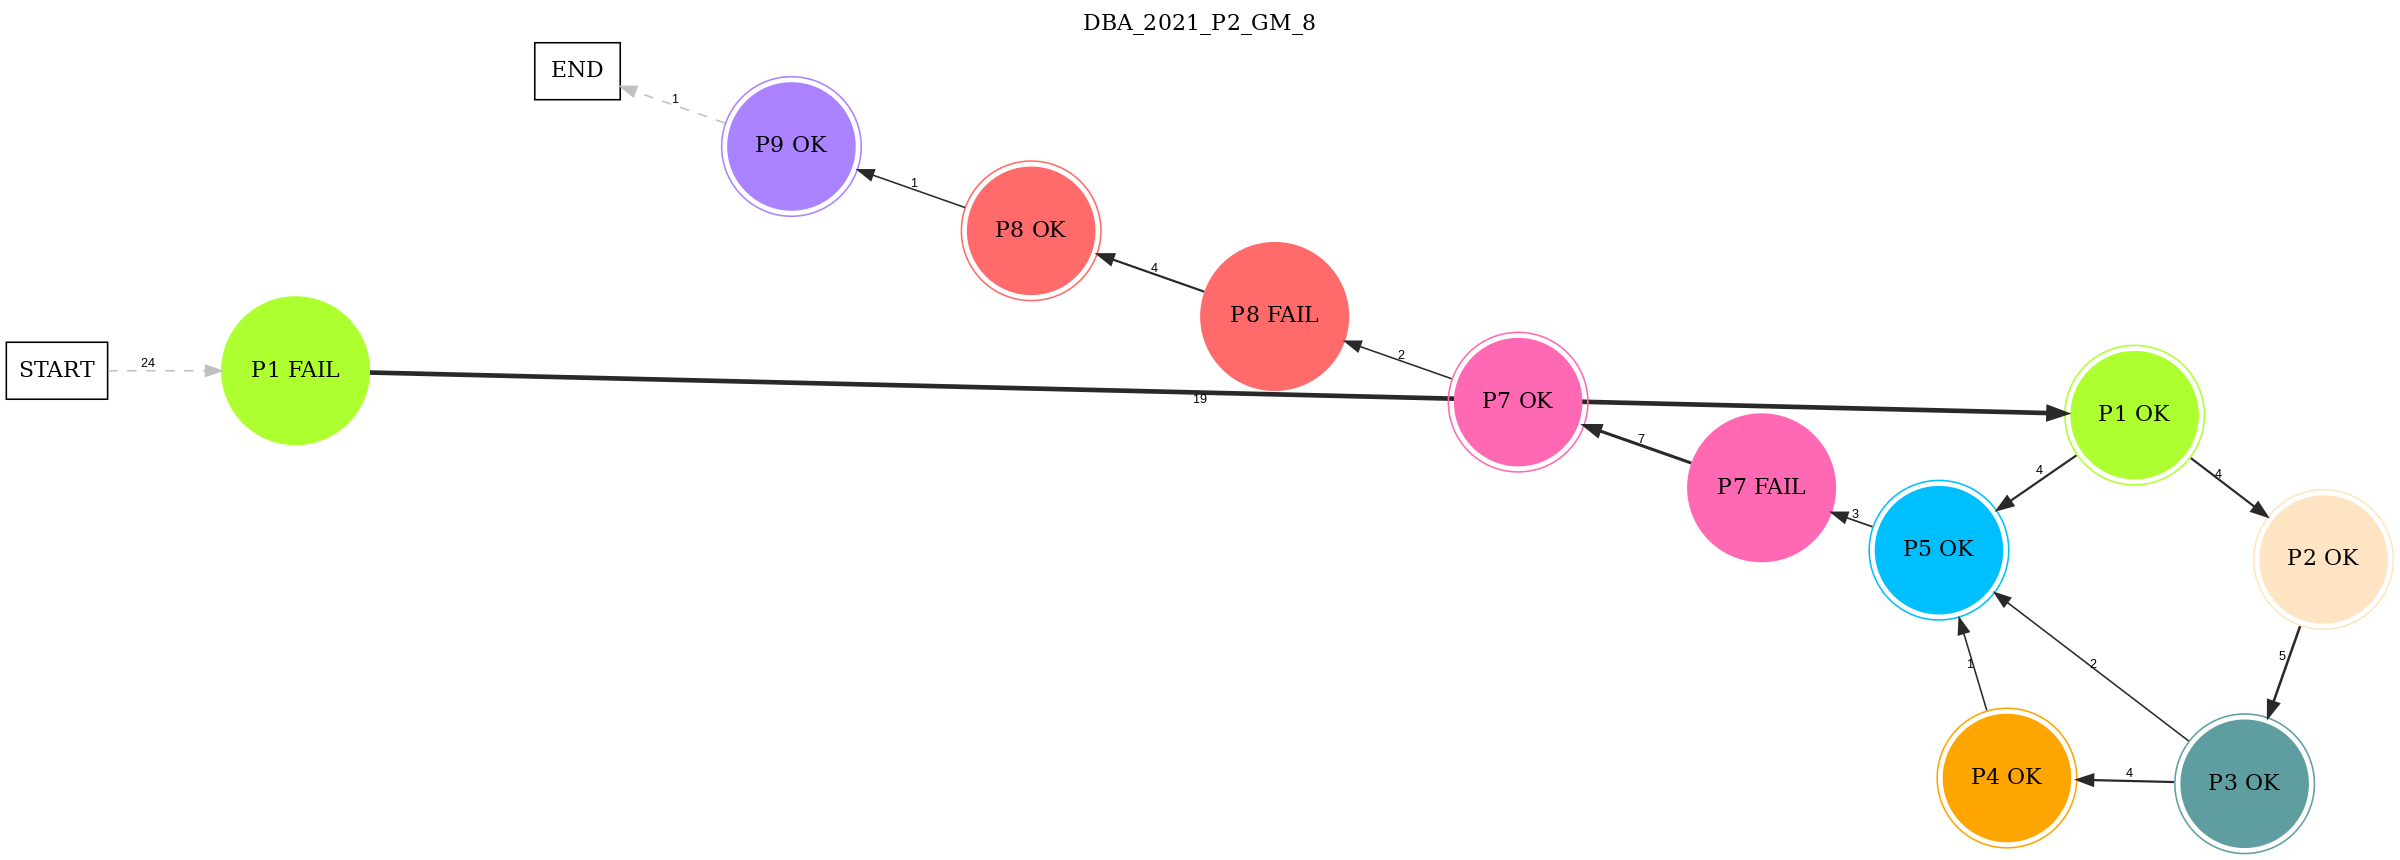 DBA_2021_P2_GM_8
END
1
P9 OK
1
P8 OK
4
P8 FAIL
2
START
24
P1 FAIL
19
P7 OK
7
P7 FAIL
3
P1 OK
4
4
P5 OK
P2 OK
5
1
2
P4 OK
4
P3 OK